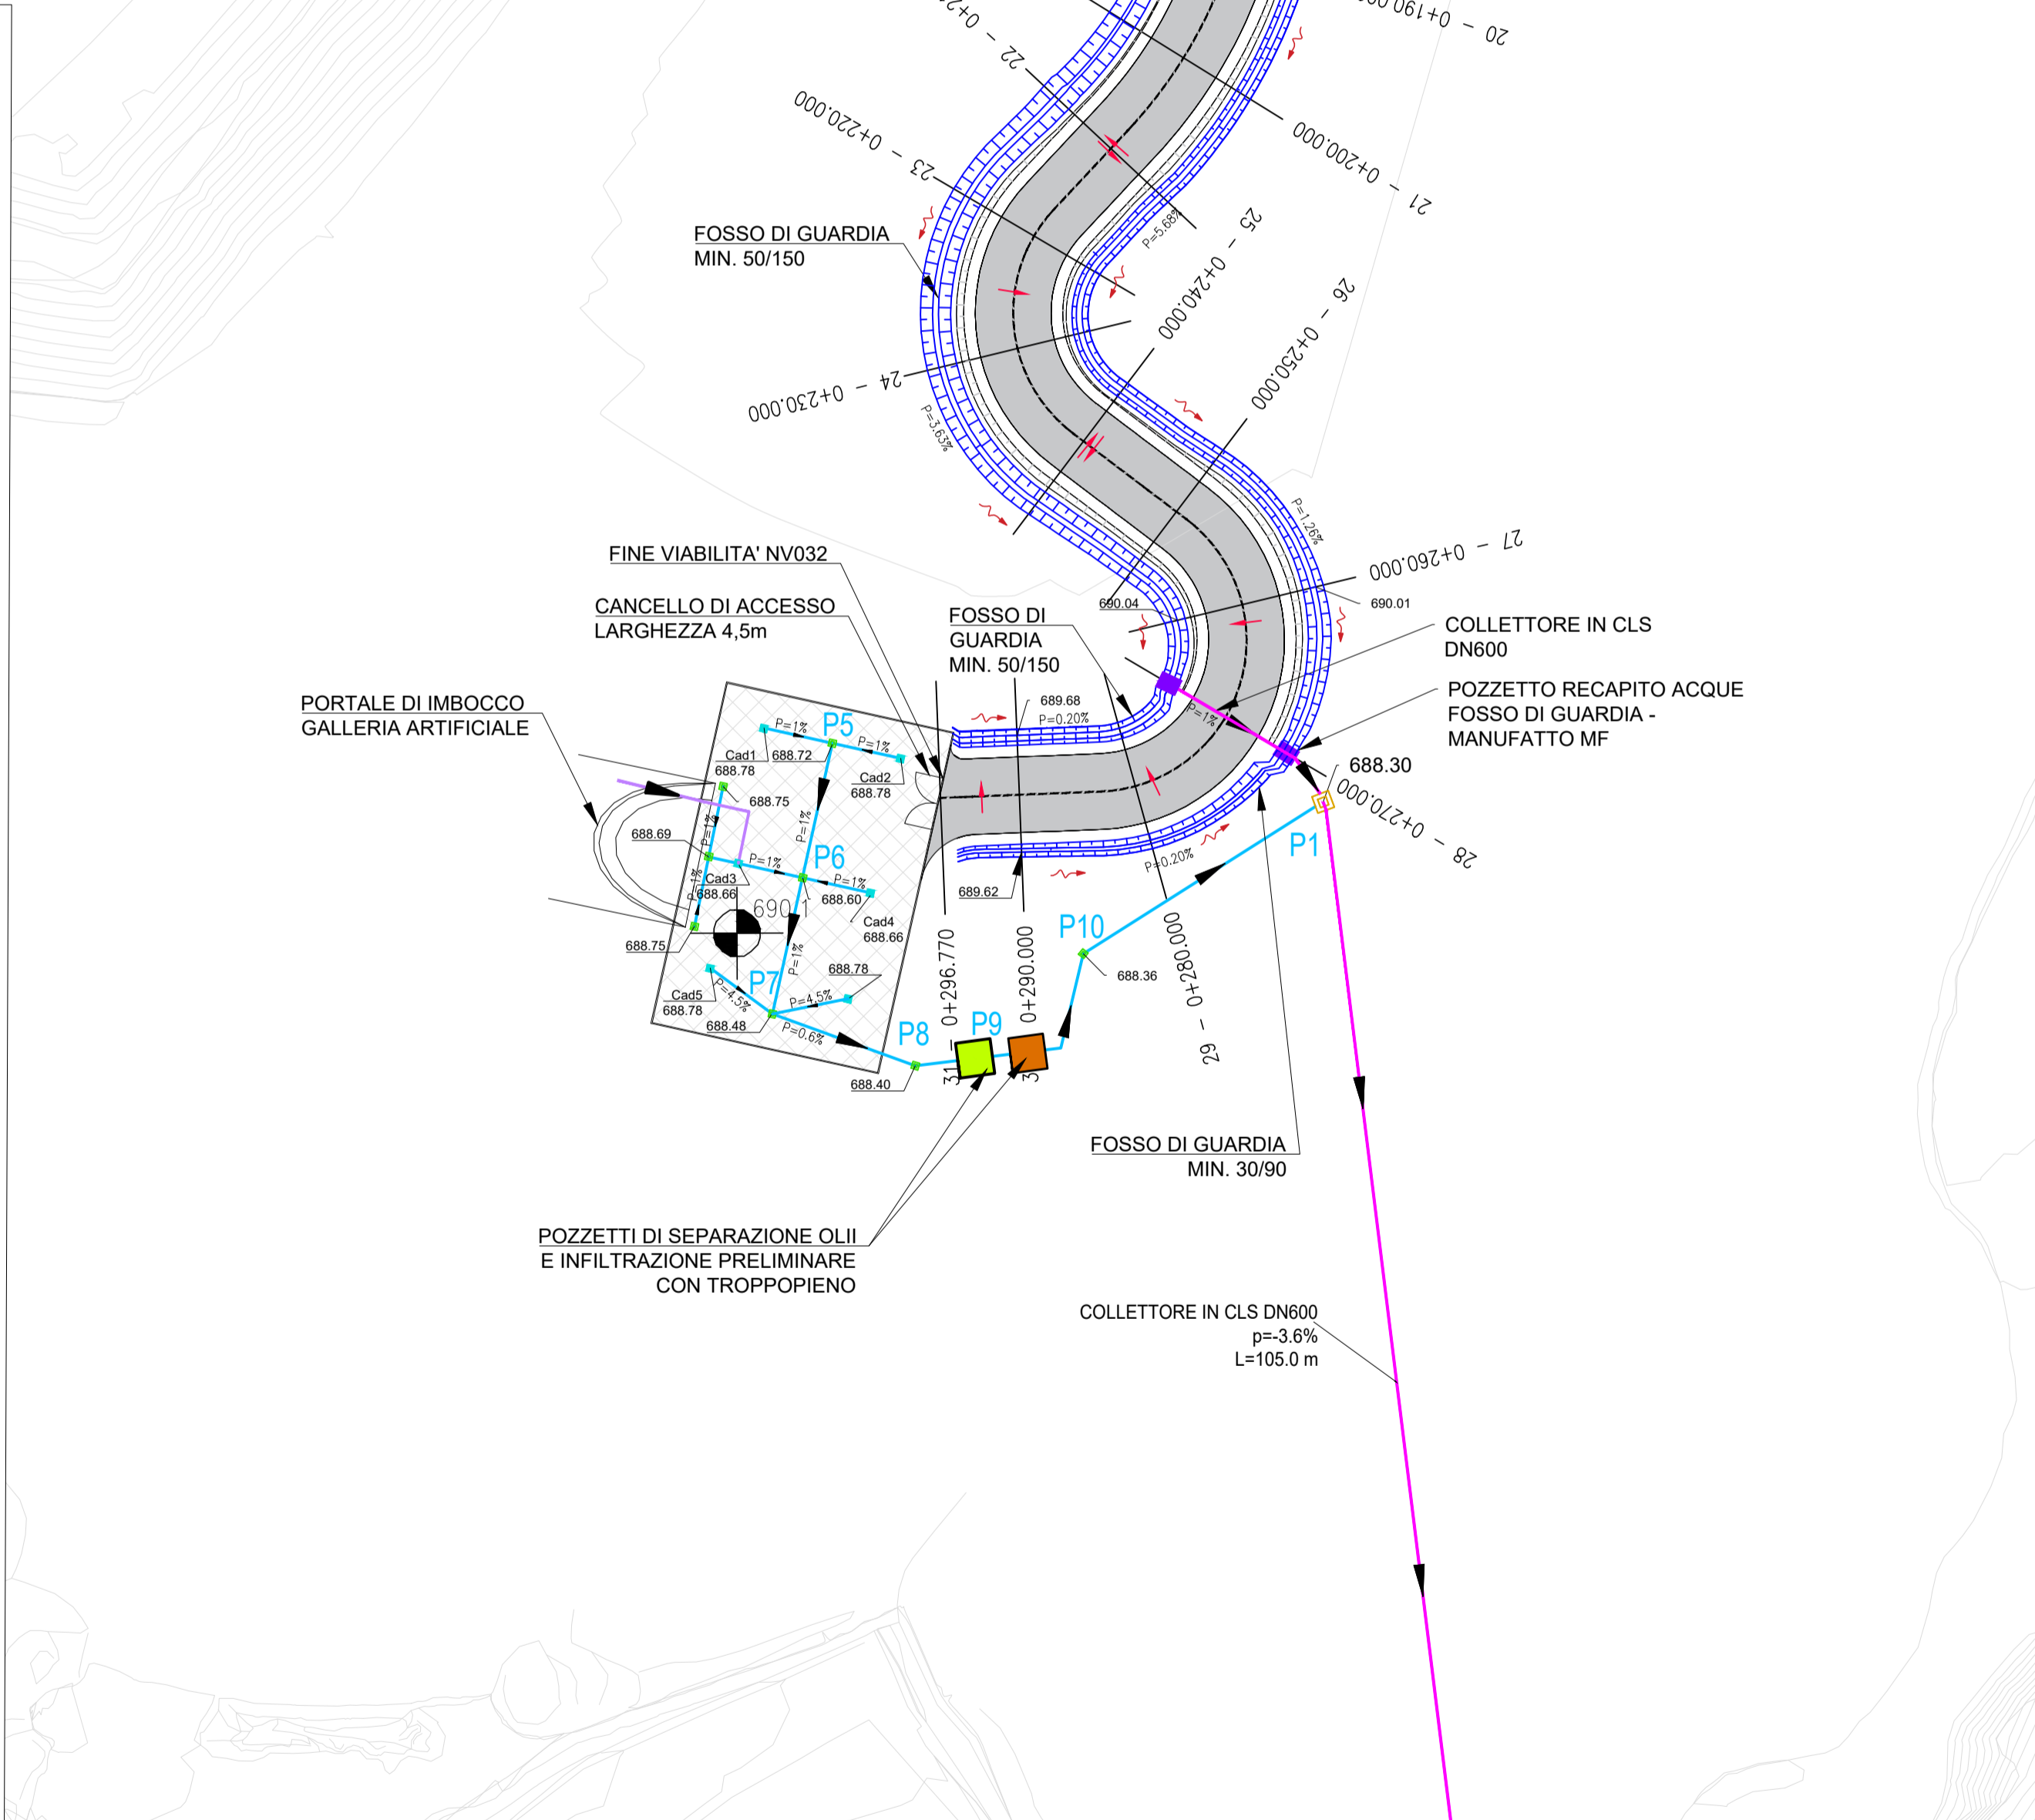 20 - 0+190.00
22 - 0+2
0+200.000 - 21
0+220.000 - 23
FOSSO DI GUARDIA
MIN. 50/150
P=5.68%
25 - 0+240.000
26 - 0+250.000
0+230.000 - 24
P=3.63%
P=1.26%
0+260.000 - 27
FINE VIABILITA' NV032
CANCELLO DI ACCESSO
LARGHEZZA 4,5m
FOSSO DI
GUARDIA
MIN. 50/150
690.04
690.01
COLLETTORE IN CLS
DN600
POZZETTO RECAPITO ACQUE
FOSSO DI GUARDIA -
MANUFATTO MF
PORTALE DI IMBOCCO
GALLERIA ARTIFICIALE
689.68
P=0.20%
P=1%
688.30
0+270.000 - 28
P=1%
P5
P=1%
Cad1
688.78
688.72
Cad2
688.78
688.75
P=1%
P=1%
688.69
P=1%
P6
P=1%
Cad3
688.66
P=1%
688.60
Cad4
688.66
690.1
688.75
P=1%
P7
688.78
Cad5
688.78
P=4.5%
P=4.5%
688.48
P=0.6%
P8
688.40
P9
31 - 0+296.770
3 0+290.000
689.62
P=0.20%
P1
P10
688.36
29 - 0+280.000
FOSSO DI GUARDIA
MIN. 30/90
POZZETTI DI SEPARAZIONE OLII
E INFILTRAZIONE PRELIMINARE
CON TROPPOPIENO
COLLETTORE IN CLS DN600
p=-3.6%
L=105.0 m